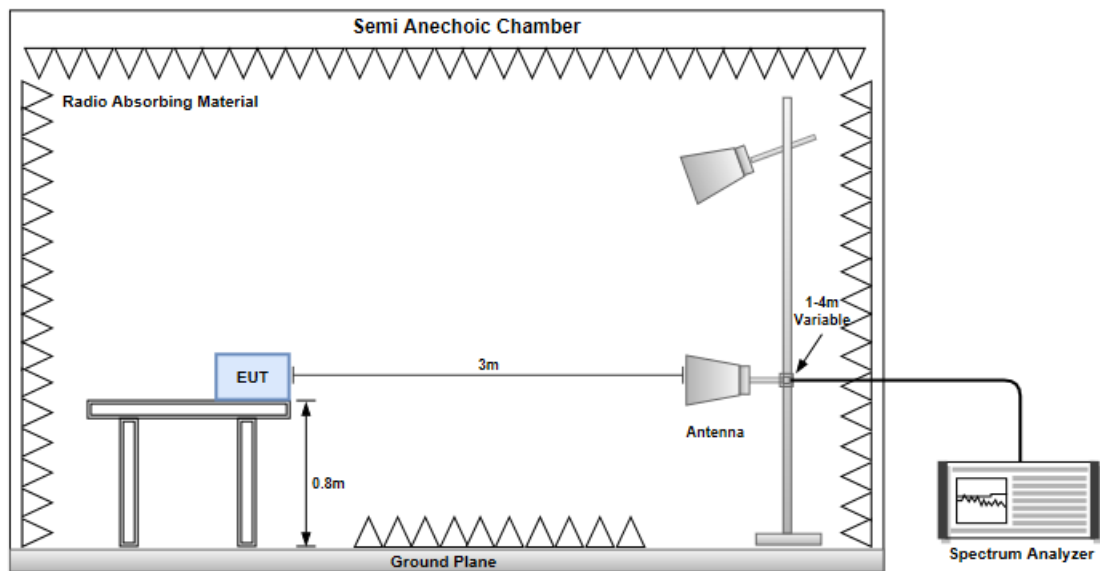 Semi Anechoic Chamber
Radio Absorbing Material
1-4m
Variable
EUT
3m
Antenna
0.8m
Ground Plane
Spectrum Analyzer